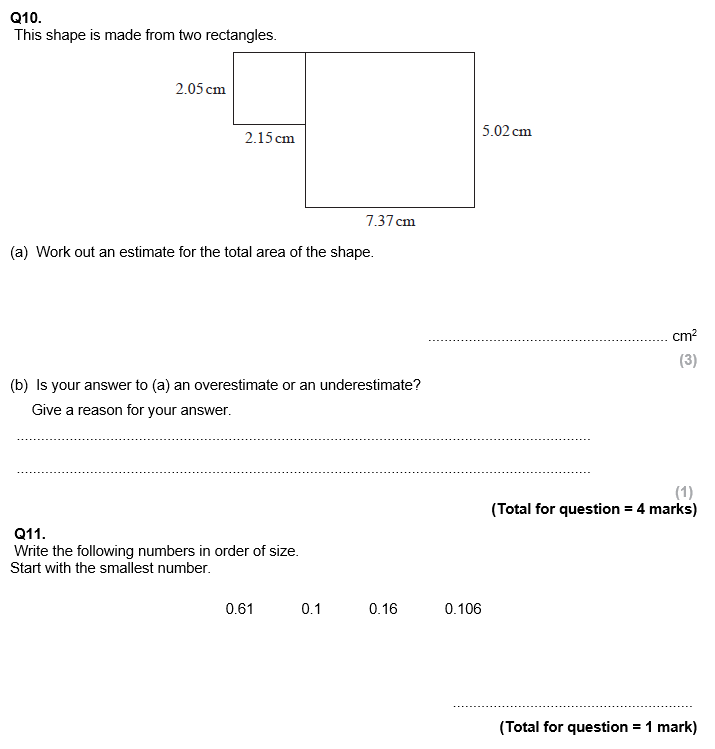 Q10.
This shape is made from two rectangles.
2.05 cm
2.15 cm
5.02 cm
7.37 cm
(a) Work out an estimate for the total area of the shape.
........................................................ cm²
(3)
(b) Is your answer to (a) an overestimate or an underestimate?
Give a reason for your answer.
(1)
(Total for question = 4 marks)
Q11.
Write the following numbers in order of size.
Start with the smallest number.
0.61 0.1 0.16 0.106
(Total for question = 1 mark)